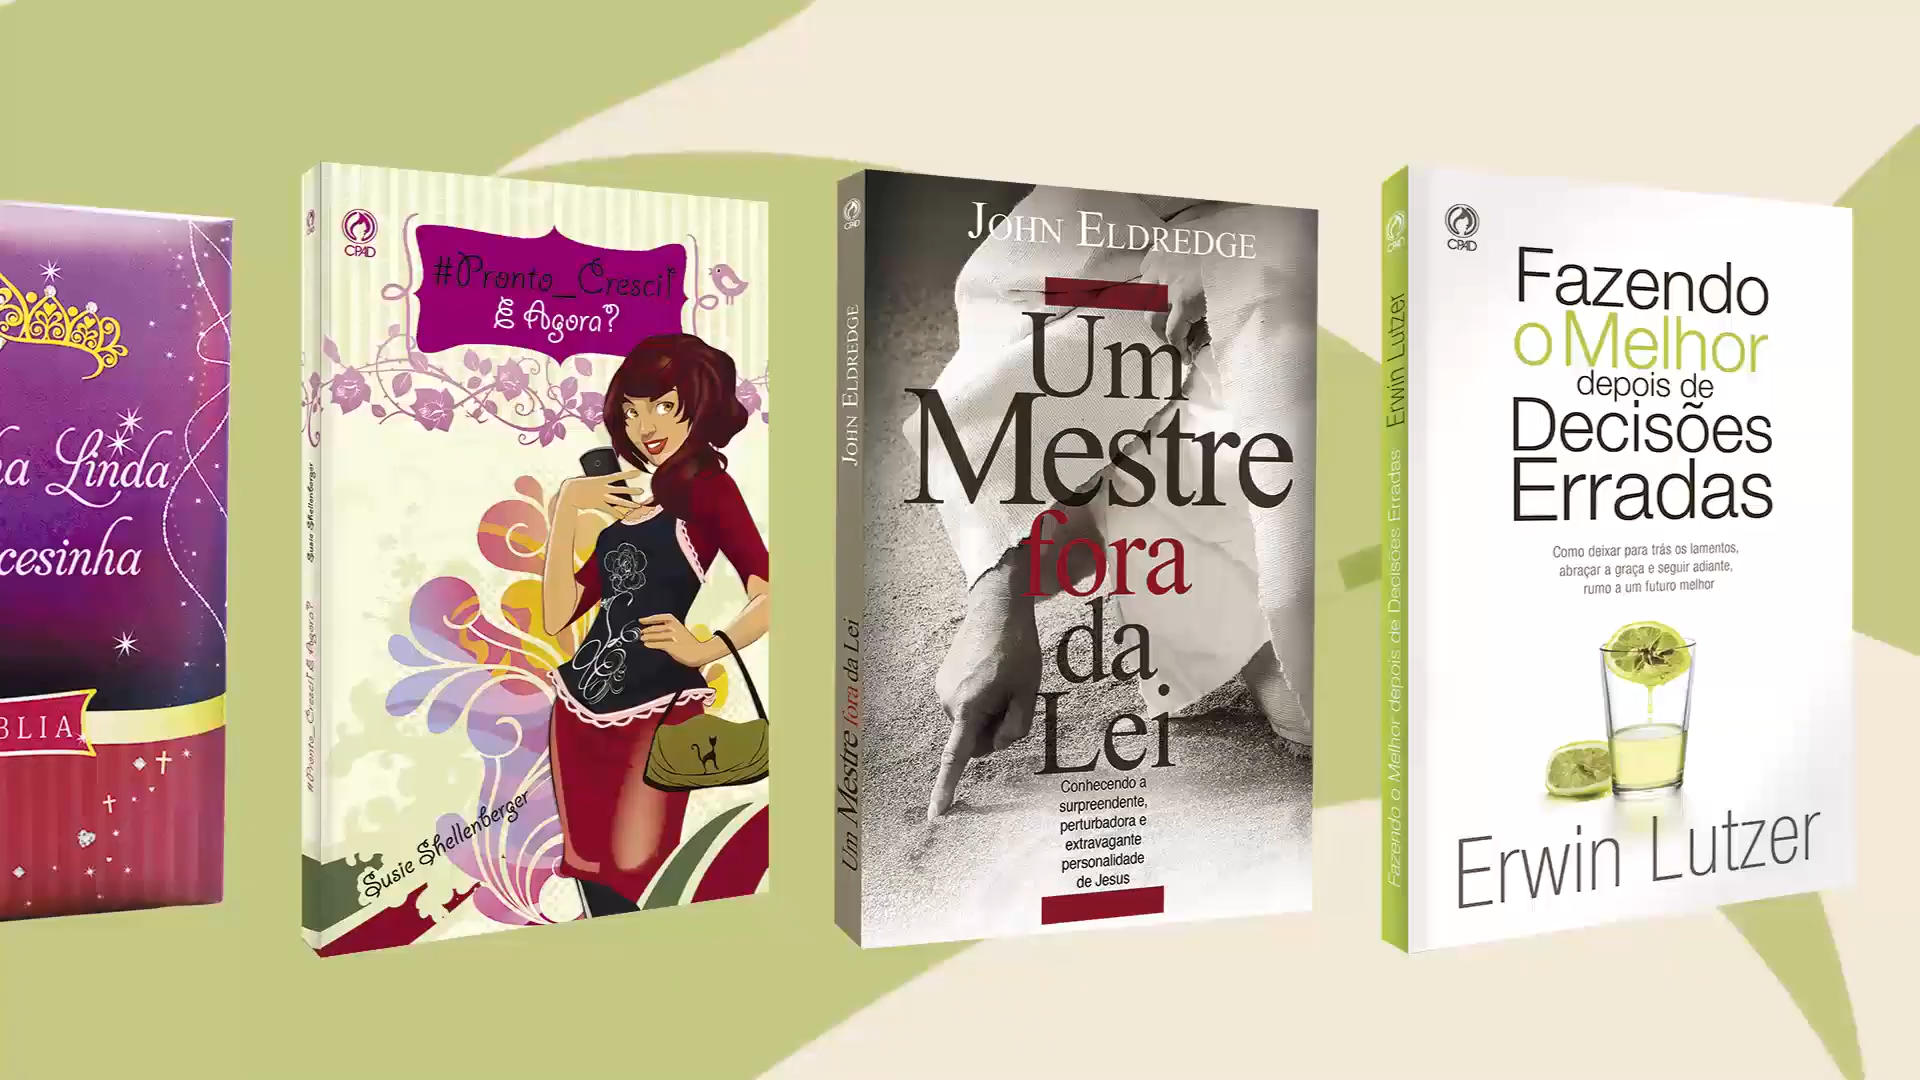 Linda
BLIA
CPAD
#Pronto_Cresci!
E Agora?
Susie Shellenberger
Susie Shellenberger
#Pronto_Cresci! E Agora?
CPAD
John Eldredge
Um Mestre fora da Lei
John Eldredge
Um
Mestre
fora
da
Lei
Conhecendo a
surpreendente,
perturbadora e
extravagante
personalidade
de Jesus
Erwin Lutzer
Fazendo o Melhor depois de Decisões Erradas
CPAD
Fazendo
o Melhor
depois de
Decisões
Erradas
Como deixar para trás os lamentos,
abraçar a graça e seguir adiante,
rumo a um futuro melhor
Erwin Lutzer